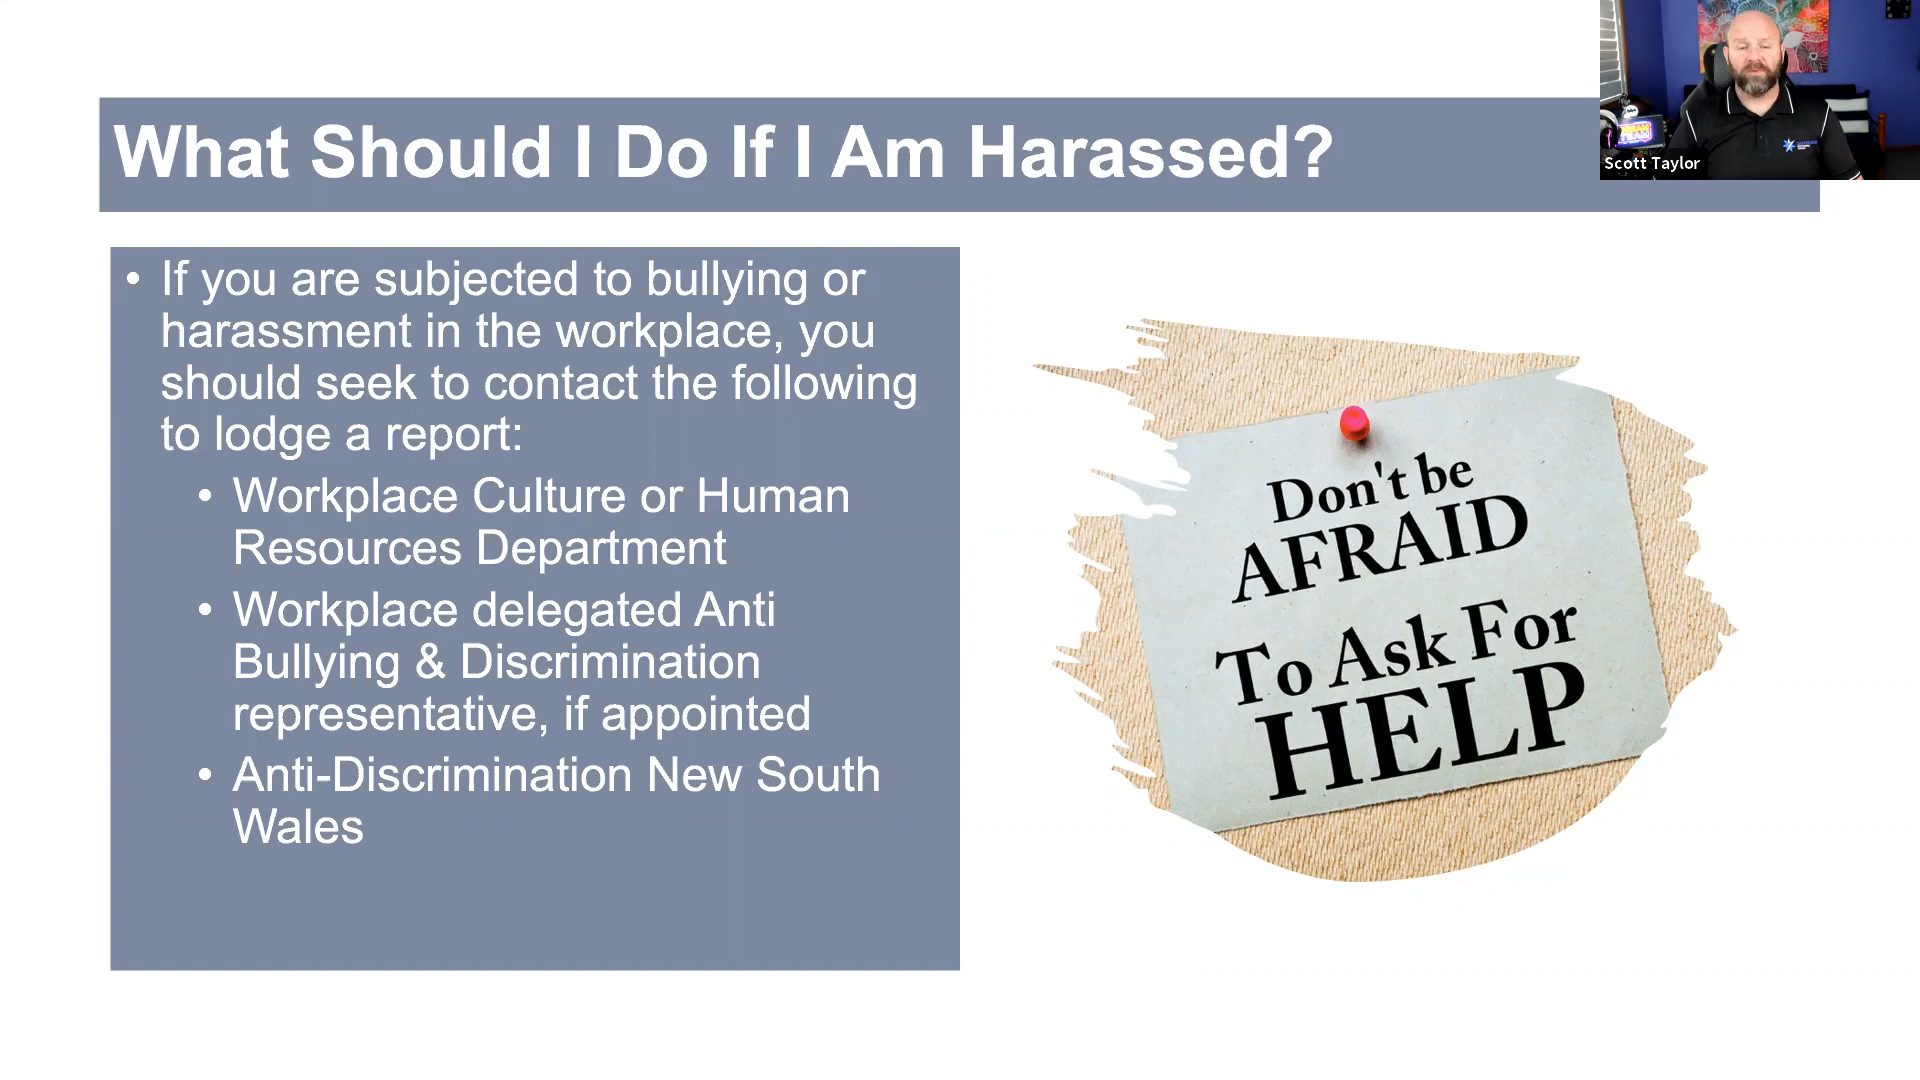 What Should I Do If I Am Harassed?
Scott Taylor
• If you are subjected to bullying or
harassment in the workplace, you
should seek to contact the following
to lodge a report:
• Workplace Culture or Human
Resources Department
• Workplace delegated Anti
Bullying & Discrimination
representative, if appointed
• Anti-Discrimination New South
Wales
Don't be
AFRAID
To Ask For
HELP